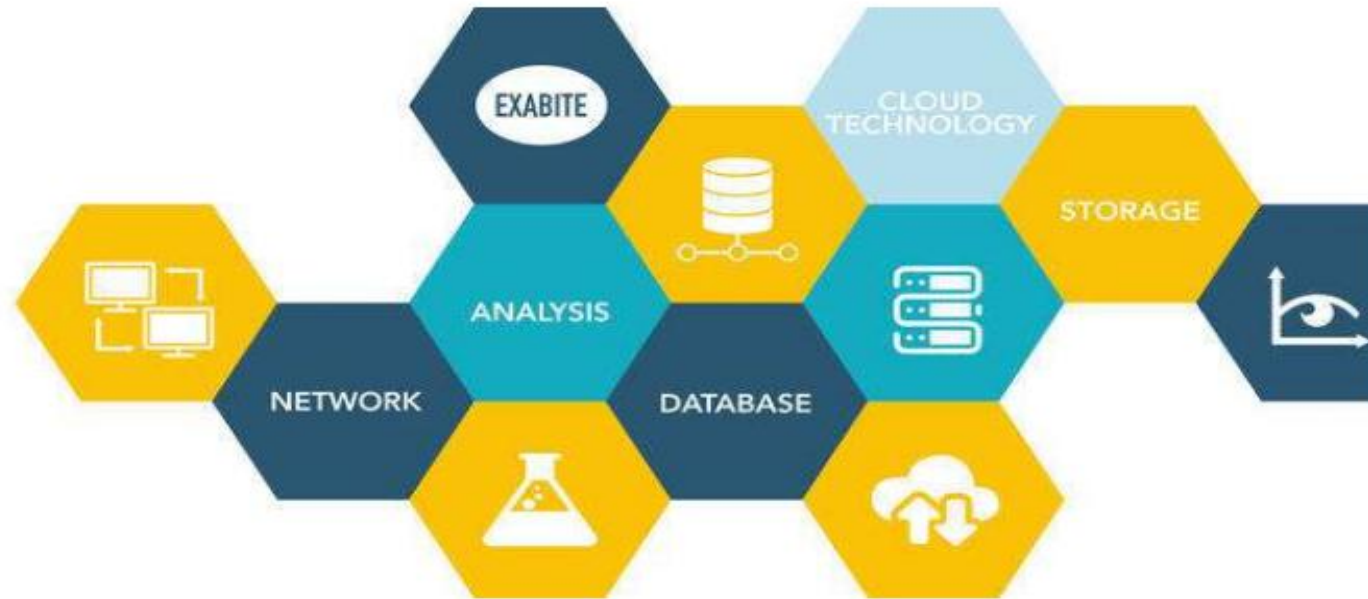 EXABITE
CLOUD
TECHNOLOGY
STORAGE
ANALYSIS
NETWORK
DATABASE